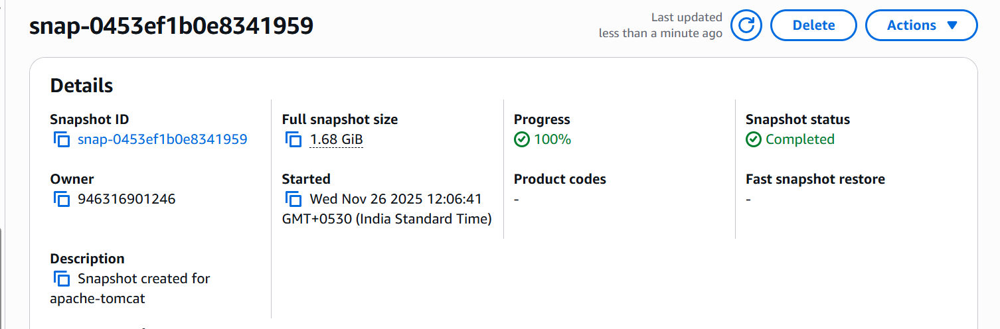 snap-0453ef1b0e8341959
Last updated
less than a minute ago
Delete
Actions
Details
Snapshot ID
snap-0453ef1b0e8341959
Full snapshot size
1.68 GiB
Progress
100%
Snapshot status
Completed
Owner
946316901246
Started
Wed Nov 26 2025 12:06:41
GMT+0530 (India Standard Time)
Product codes
-
Fast snapshot restore
-
Description
Snapshot created for
apache-tomcat